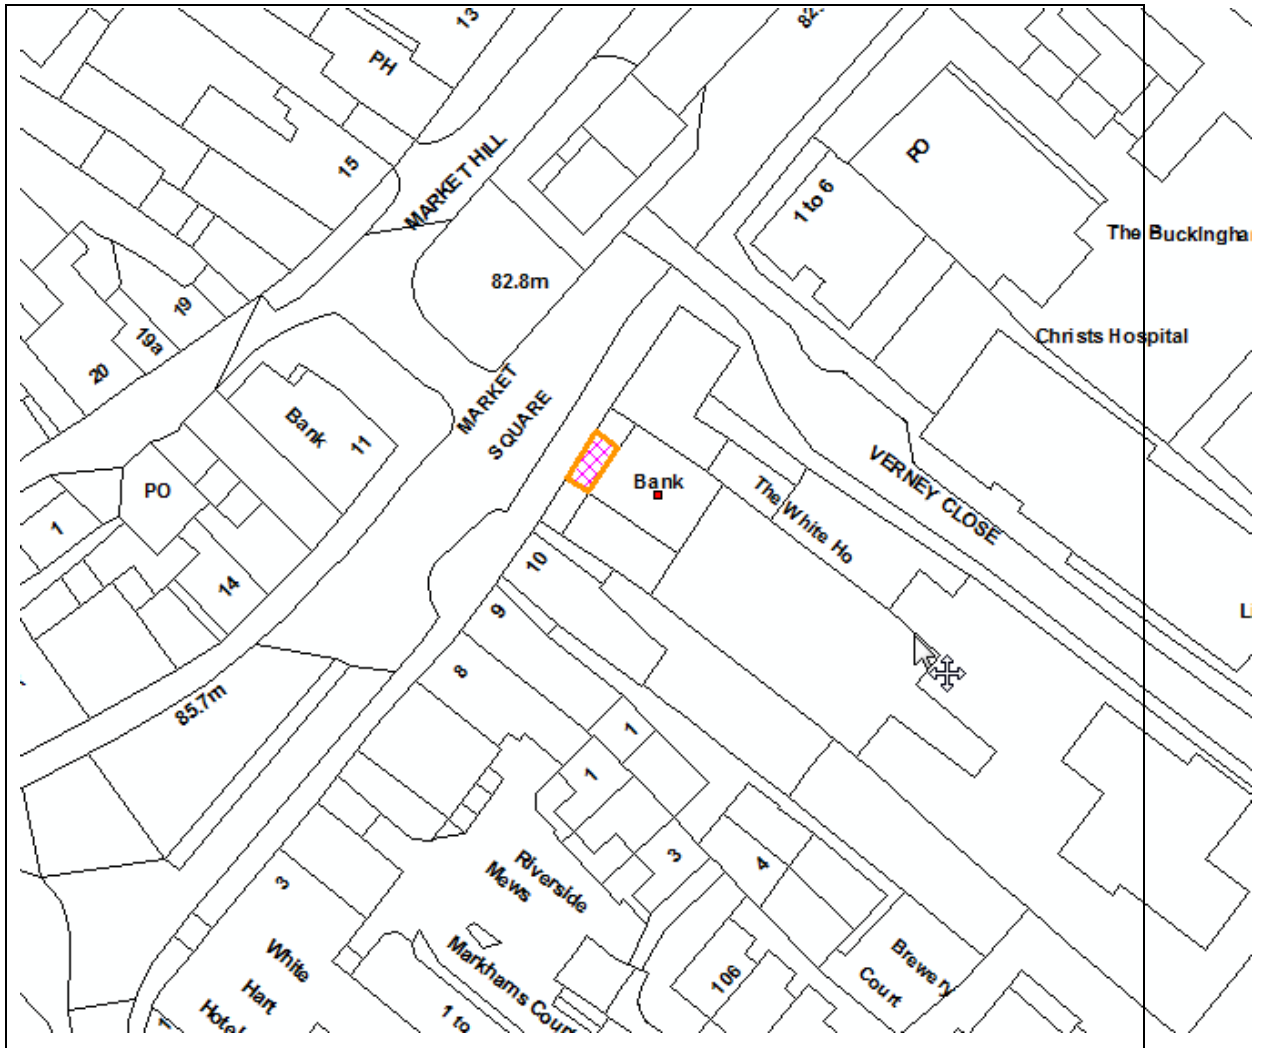 13
82.
PH
PO
15
MARKET HILL
1 to 6
The Buckingha
82.8m
19
19a
20
Christs Hospital
MARKET
SQUARE
Bank
11
VERNEY CLOSE
Bank
PO
The White Ho
1
10
14
9
Li
8
85.7m
1
1
3
4
Riverside
Mews
3
White
Hart
Hotel
Markhams Cour
1 to
106
Brewery
Court